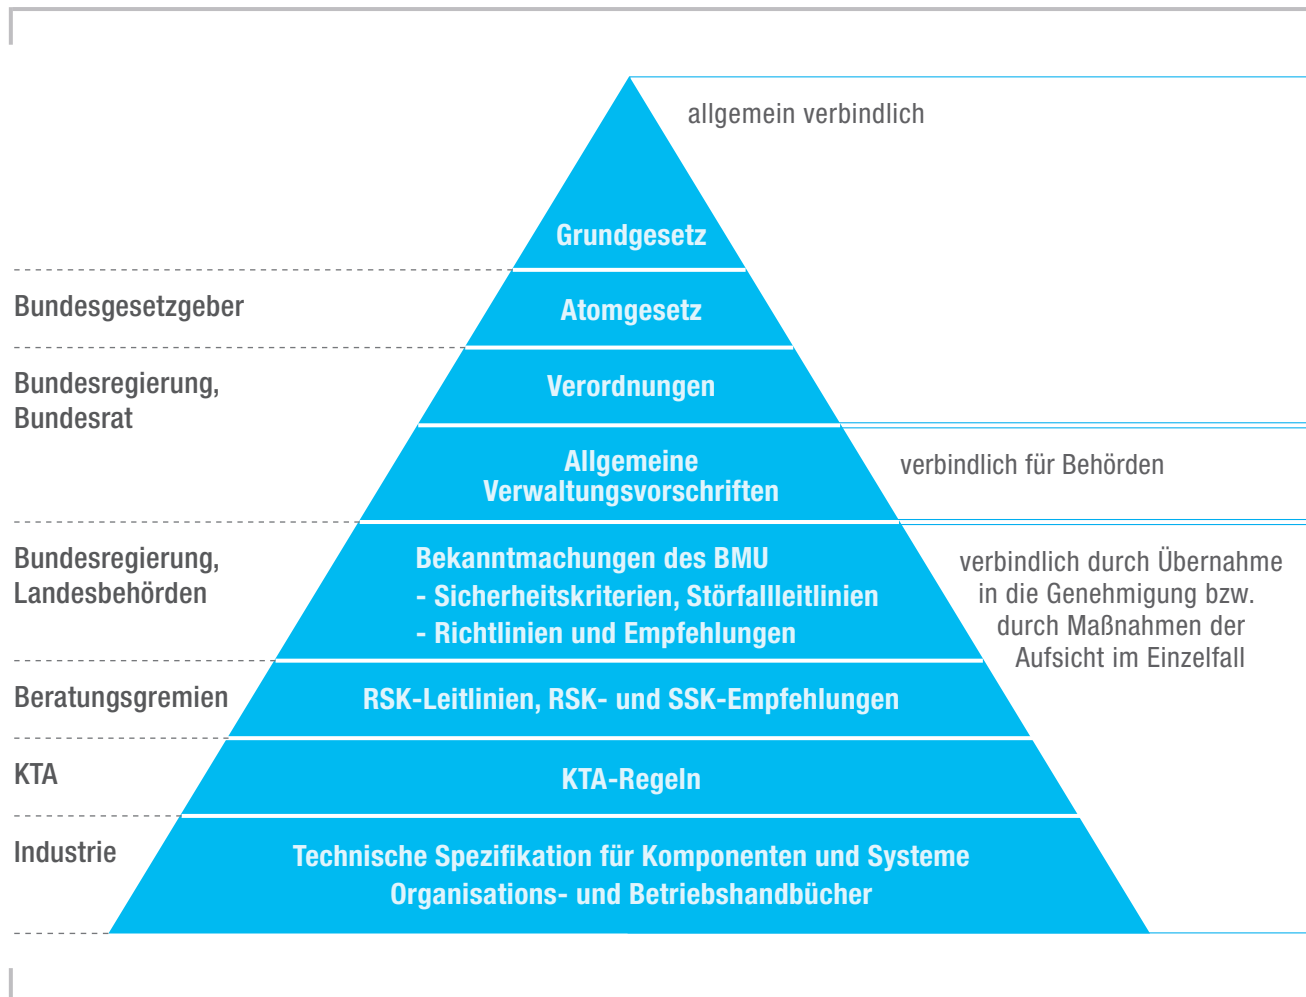 allgemein verbindlich
Grundgesetz
Bundesgesetzgeber
Atomgesetz
Bundesregierung,
Bundesrat
Verordnungen
Allgemeine
Verwaltungsvorschriften
verbindlich für Behörden
Bundesregierung,
Landesbehörden
Bekanntmachungen des BMU
- Sicherheitskriterien, Störfallleitlinien
- Richtlinien und Empfehlungen
verbindlich durch Übernahme
in die Genehmigung bzw.
durch Maßnahmen der
Aufsicht im Einzelfall
Beratungsgremien
RSK-Leitlinien, RSK- und SSK-Empfehlungen
KTA
KTA-Regeln
Industrie
Technische Spezifikation für Komponenten und Systeme
Organisations- und Betriebshandbücher